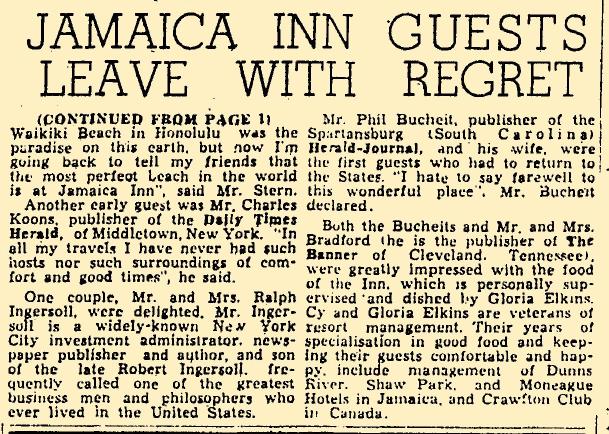 JAMAICA INN GUESTS
LEAVE WITH REGRET
(CONTINUED FROM PAGE 1)
Waikiki Beach in Honolulu was the
paradise on this earth, but now I'm
going back to tell my friends that
the most perfect beach in the world
is at Jamaica Inn", said Mr. Stern.
Another early guest was Mr. Charles
Koons, publisher of the Daily Times
Herald, of Middletown, New York. "In
all my travels I have never had such
hosts nor such surroundings of com-
fort and good times", he said.
One couple, Mr. and Mrs. Ralph
Ingersoll, were delighted. Mr. Inger-
soll is a widely-known New York
City investment administrator, news-
paper publisher and author, and son
of the late Robert Ingersoll, fre-
quently called one of the greatest
business men and philosophers who
ever lived in the United States.
Mr. Phil Bucheit, publisher of the
Spartansburg (South Carolina)
Herald-Journal, and his wife, were
the first guests who had to return to
the States. "I hate to say farewell to
this wonderful place", Mr. Bucheit
declared.
Both the Bucheits and Mr. and Mrs.
Bradford (he is the publisher of The
Banner of Cleveland, Tennessee),
were greatly impressed with the food
of the Inn, which is personally sup-
ervised and dished by Gloria Elkins.
Cy and Gloria Elkins are veterans of
resort management. Their years of
specialisation in good food and keep-
ing their guests comfortable and hap-
py, include management of Dunns
River, Shaw Park, and Moneague
Hotels in Jamaica, and Crawfton Club
in Canada.